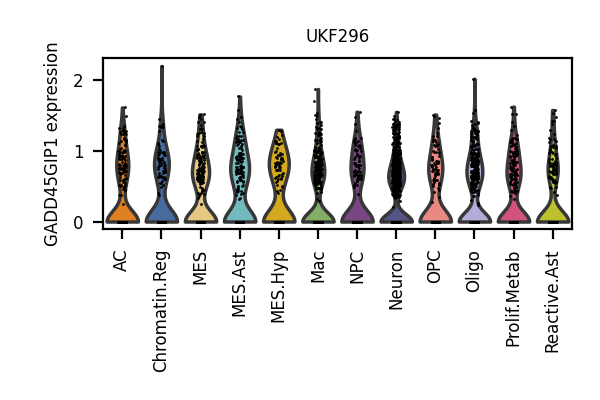 UKF296
GADD45GIP1 expression
2
1
0
AC
Chromatin.Reg
MES
MES.Ast
MES.Hyp
Mac
NPC
Neuron
OPC
Oligo
Prolif.Metab
Reactive.Ast